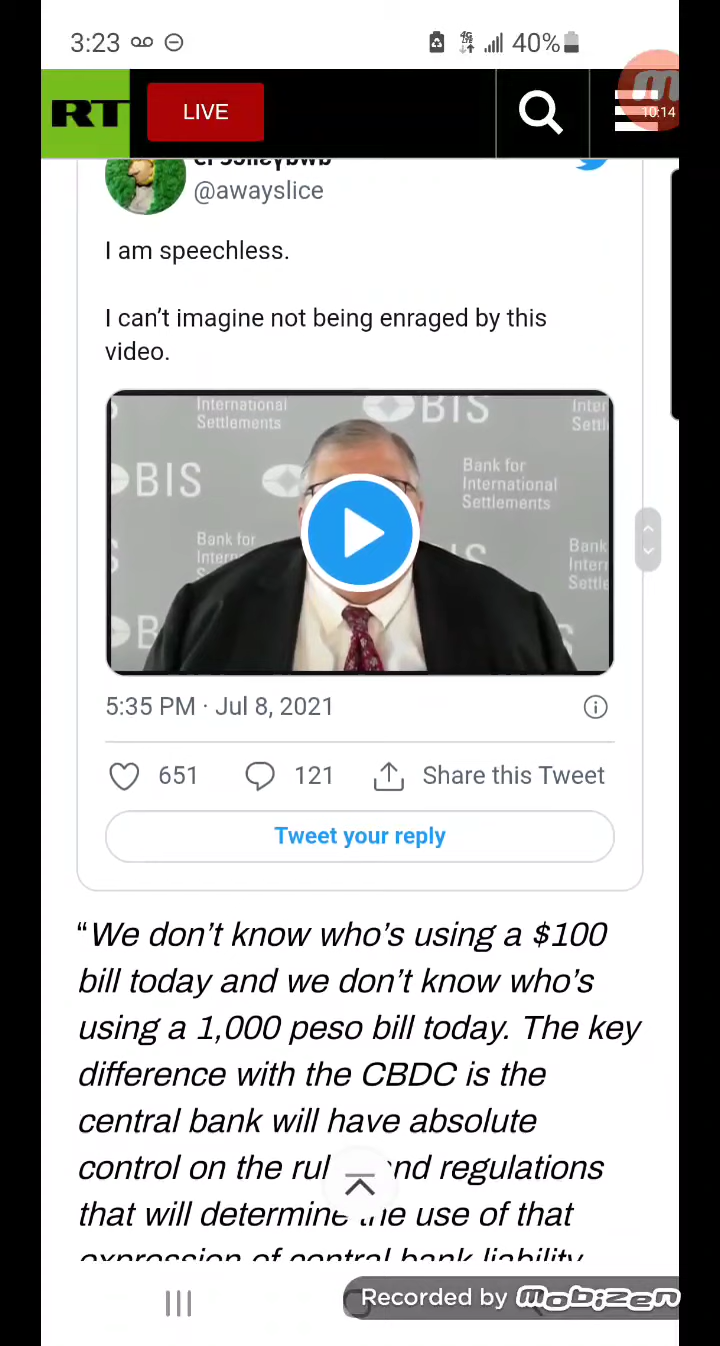 3:23 40%
RT LIVE
10:14
@awayslice
I am speechless.
I can’t imagine not being enraged by this
video.
International
Settlements
BIS
Inter
Settl
BIS
Bank for
International
Settlements
Bank for
Intern
Bank
Intern
Settle
5:35 PM · Jul 8, 2021
651 121 Share this Tweet
Tweet your reply
“We don’t know who’s using a $100
bill today and we don’t know who’s
using a 1,000 peso bill today. The key
difference with the CBDC is the
central bank will have absolute
control on the rul nd regulations
that will determine the use of that
expression of central bank liability
Recorded by mobizen